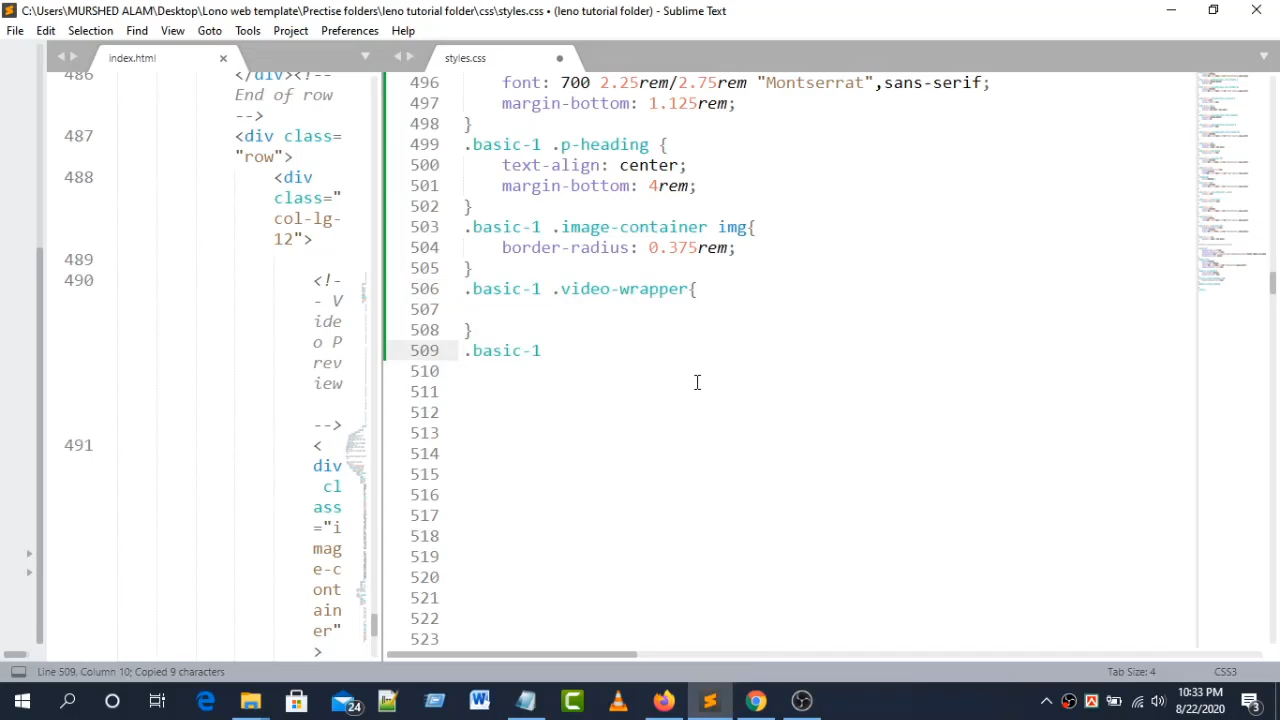 C:\Users\MURSHED ALAM\Desktop\Lono web template\Prectise folders\leno tutorial folder\css\styles.css • (leno tutorial folder) - Sublime Text
File Edit Selection Find View Goto Tools Project Preferences Help
index.html
styles.css
486 </div><!--
End of row
-->
487 <div class=
"row">
488 <div
class="
col-lg-
12">
489
490 <!-
- V
ide
o P
rev
iew
-->
491 <
div
cl
ass
="i
mag
e-c
ont
ain
er"
>
496 font: 700 2.25rem/2.75rem "Montserrat",sans-serif;
497 margin-bottom: 1.125rem;
498 }
499 .basic-1 .p-heading {
500 text-align: center;
501 margin-bottom: 4rem;
502 }
503 .basic-1 .image-container img{
504 border-radius: 0.375rem;
505 }
506 .basic-1 .video-wrapper{
507
508 }
509 .basic-1
510
511
512
513
514
515
516
517
518
519
520
521
522
523
Line 509, Column 10; Copied 9 characters
Tab Size: 4
CSS3
24
10:33 PM
8/22/2020
3